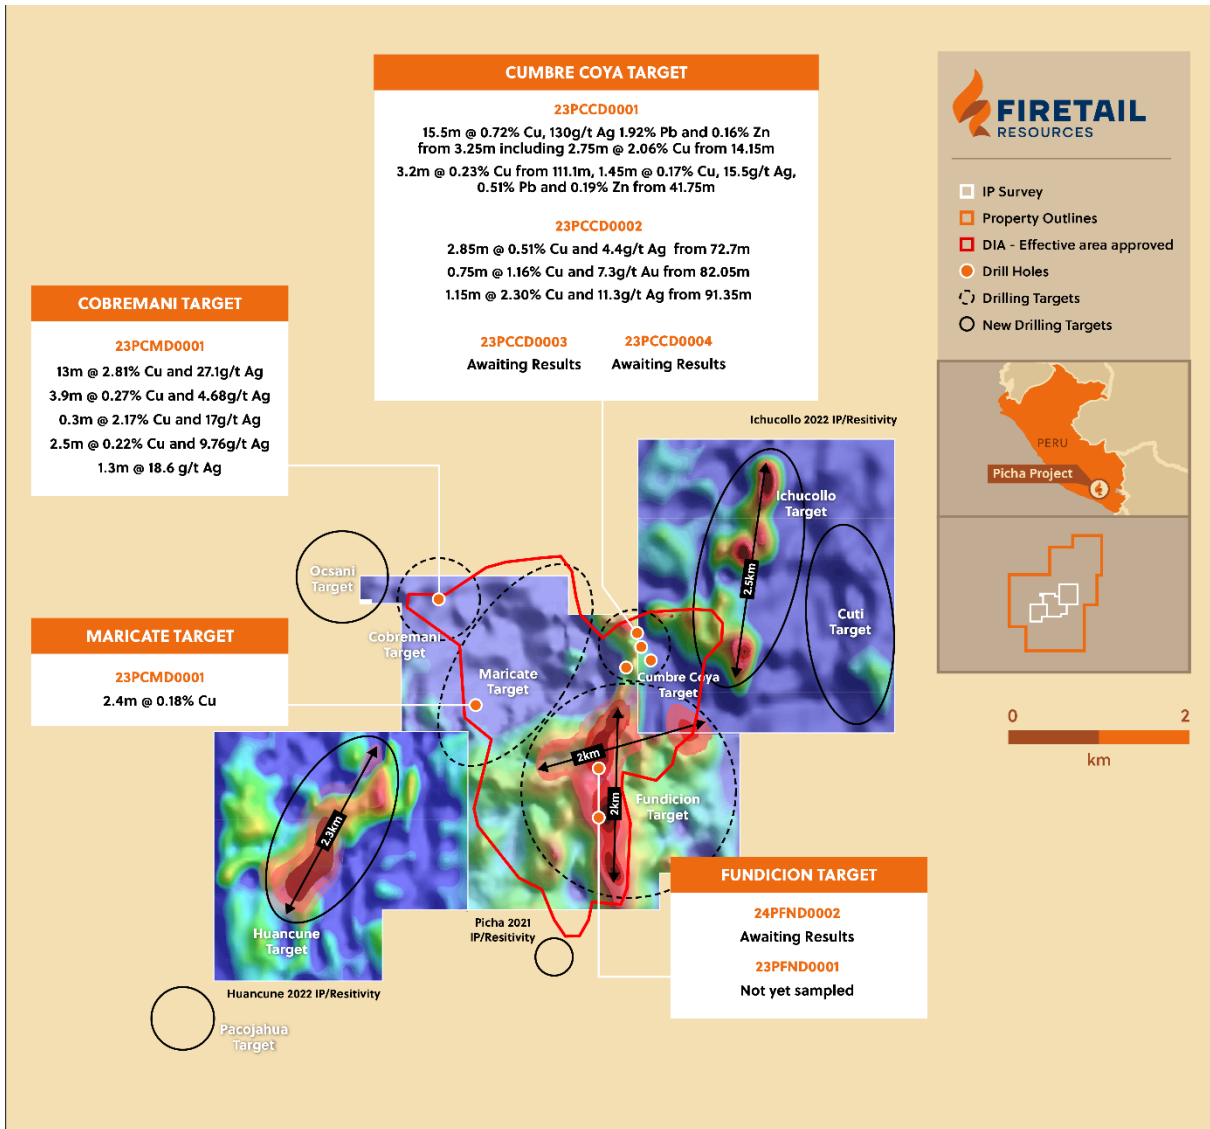 CUMBRE COYA TARGET
23PCCD0001
15.5m @ 0.72% Cu, 130g/t Ag 1.92% Pb and 0.16% Zn
from 3.25m including 2.75m @ 2.06% Cu from 14.15m
3.2m @ 0.23% Cu from 111.1m, 1.45m @ 0.17% Cu, 15.5g/t Ag,
0.51% Pb and 0.19% Zn from 41.75m
23PCCD0002
2.85m @ 0.51% Cu and 4.4g/t Ag from 72.7m
0.75m @ 1.16% Cu and 7.3g/t Au from 82.05m
1.15m @ 2.30% Cu and 11.3g/t Ag from 91.35m
23PCCD0003
Awaiting Results
23PCCD0004
Awaiting Results
FIRETAIL
RESOURCES
IP Survey
Property Outlines
DIA - Effective area approved
Drill Holes
Drilling Targets
New Drilling Targets
COBREMANI TARGET
23PCMD0001
13m @ 2.81% Cu and 27.1g/t Ag
3.9m @ 0.27% Cu and 4.68g/t Ag
0.3m @ 2.17% Cu and 17g/t Ag
2.5m @ 0.22% Cu and 9.76g/t Ag
1.3m @ 18.6 g/t Ag
PERU
Picha Project
Ichucollo 2022 IP/Resitivity
Ichucollo
Target
2.5km
Cuti
Target
Ocsani
Target
Cobremani
Target
Maricate
Target
Cumbre Coya
Target
MARICATE TARGET
23PCMD0001
2.4m @ 0.18% Cu
0
2
km
2km
2km
Fundicion
Target
2.3km
Huancune
Target
Picha 2021
IP/Resitivity
Huancune 2022 IP/Resitivity
Pacojahua
Target
FUNDICION TARGET
24PFND0002
Awaiting Results
23PFND0001
Not yet sampled